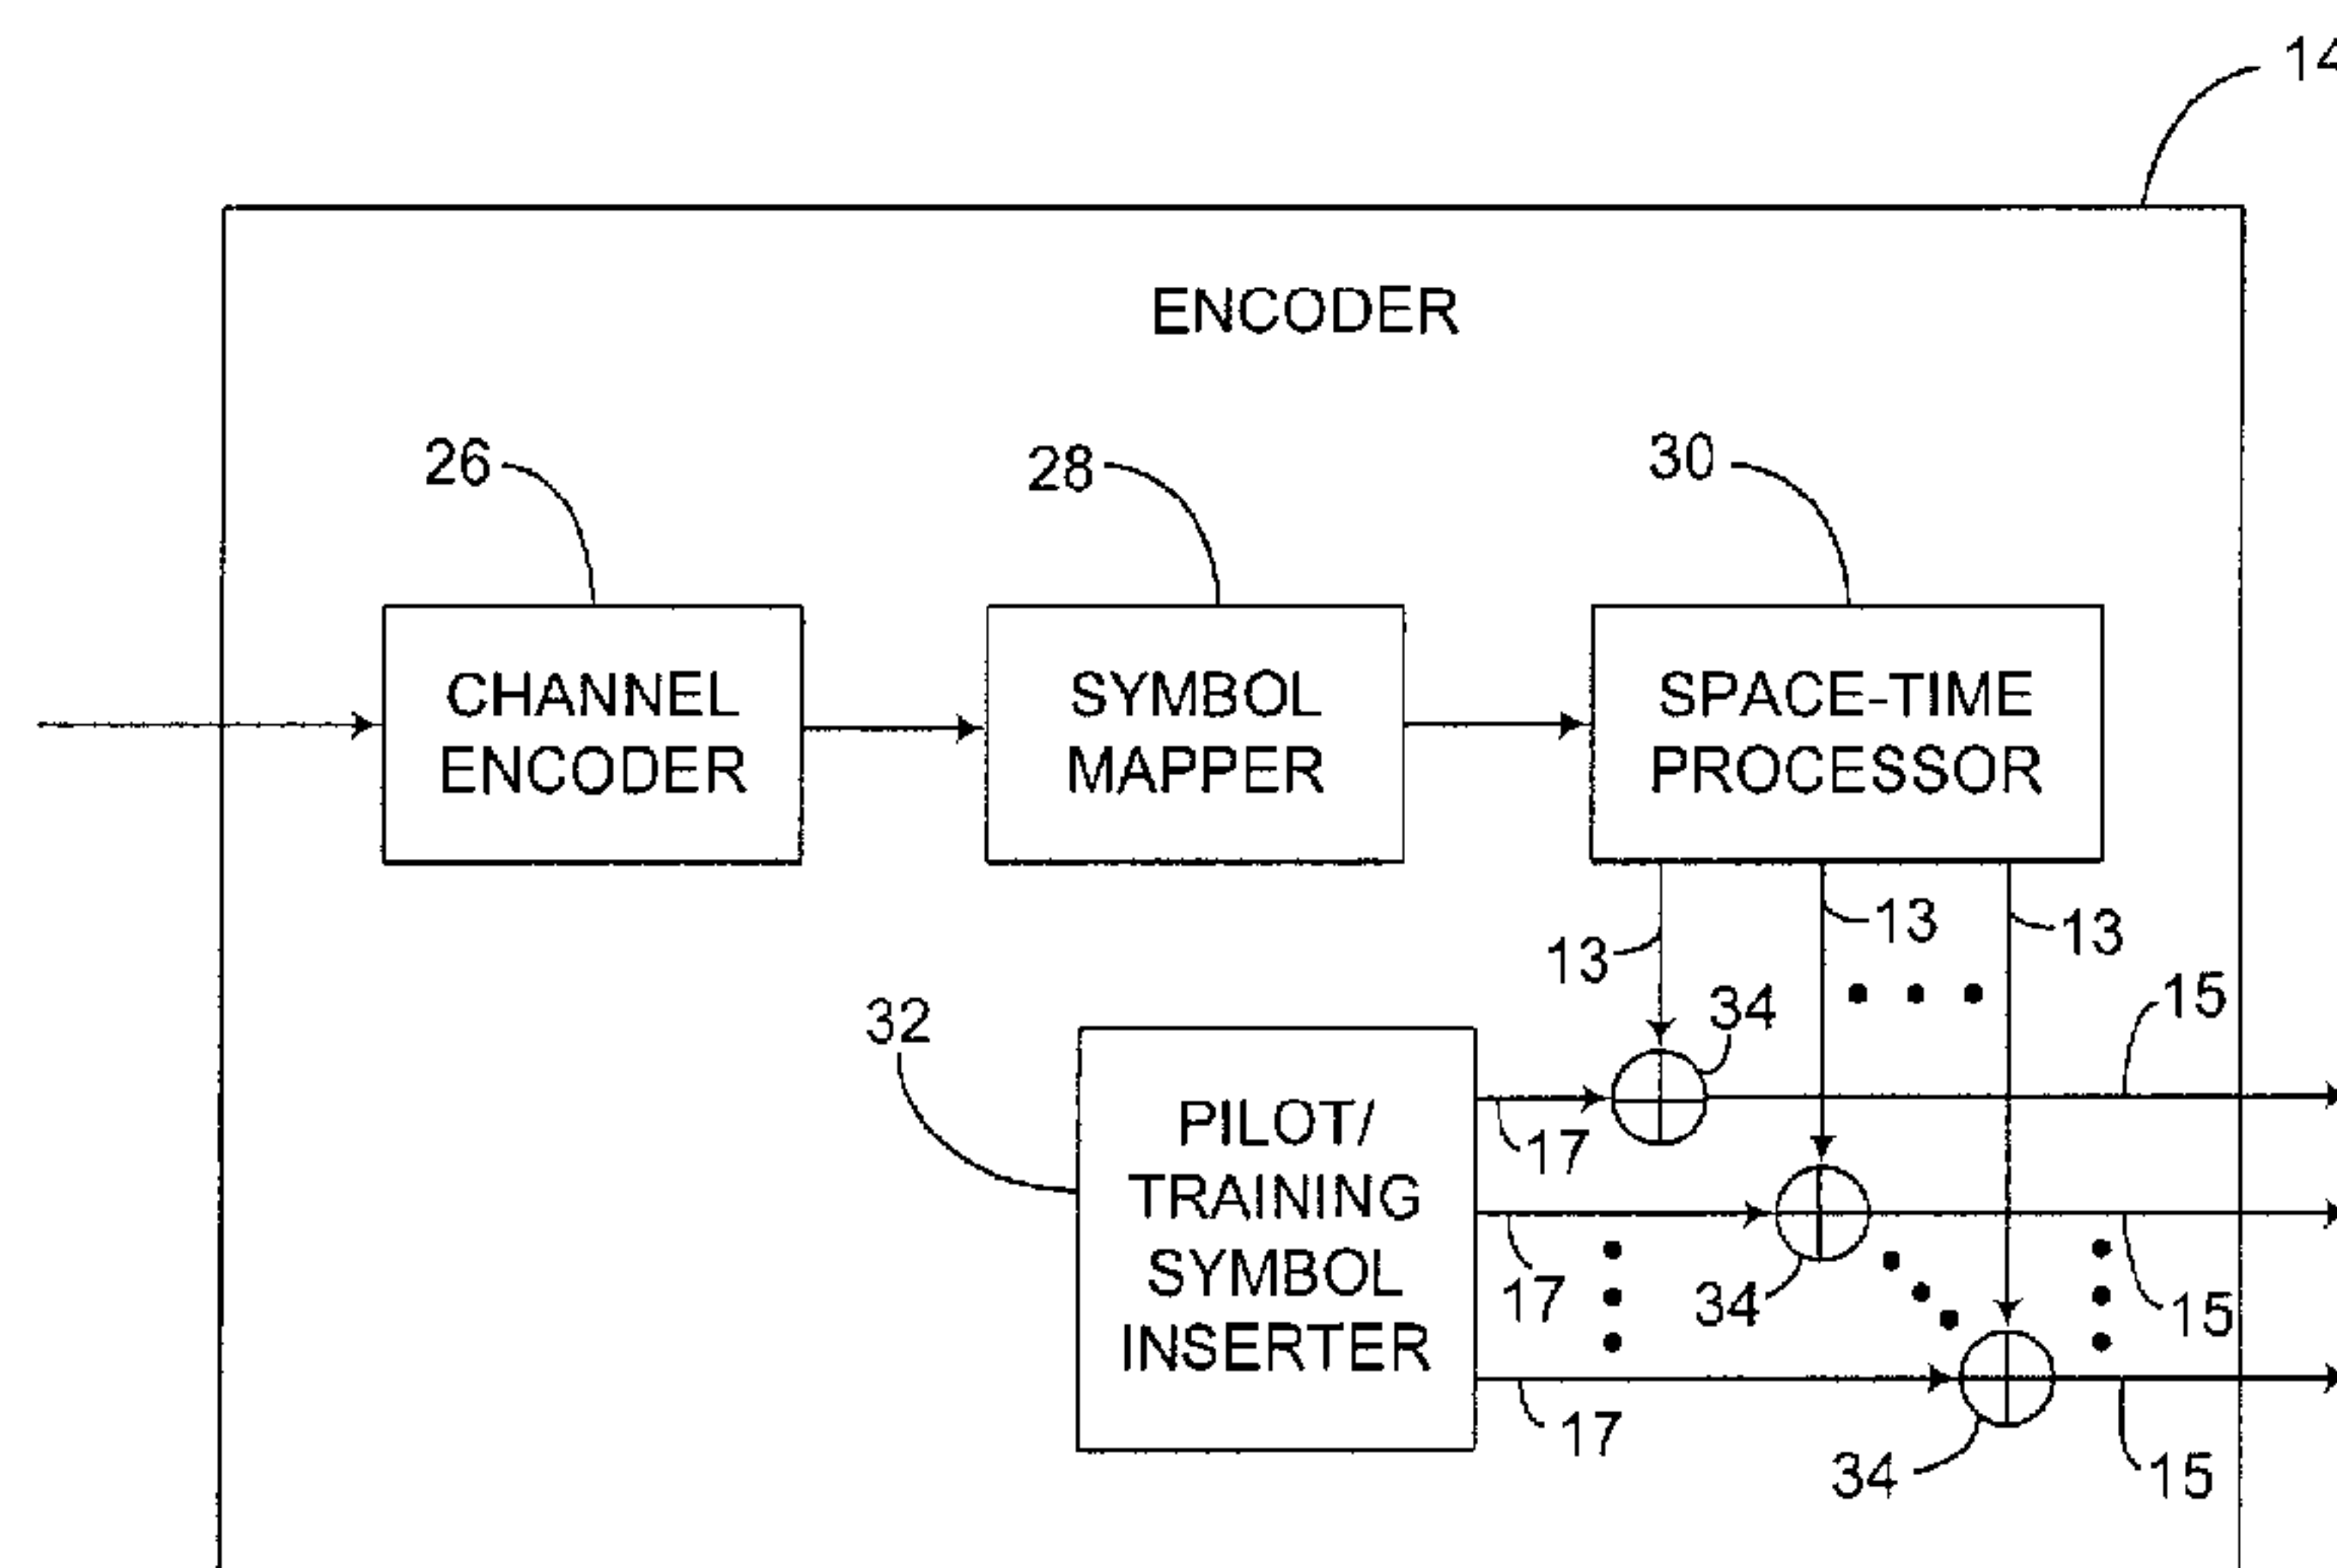 14
ENCODER
26
28
30
CHANNEL
ENCODER
SYMBOL
MAPPER
SPACE-TIME
PROCESSOR
13
13
13
32
34
15
PILOT/
TRAINING
SYMBOL
INSERTER
17
17
34
15
17
34
15